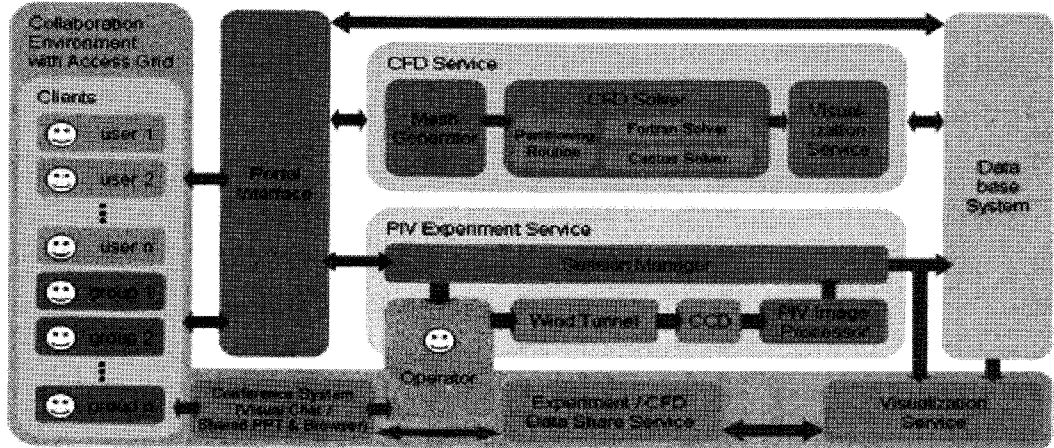 Collaboration
Environment
with Access Grid
Clients
user 1
user 2
user n
group 1
group 2
group n
Portal
Interface
CFD Service
Mesh
Generator
CFD Solver
Partitioning
Routine
Fortran Solver
Cactus Solver
Visual-
ization
Service
PIV Experiment Service
Session Manager
Operator
Wind Tunnel
CCD
PIV Image
Processor
Data
base
System
Conference System
(Visual Chat /
Shared PPT & Browser)
Experiment / CFD
Data Share Service
Visualization
Service